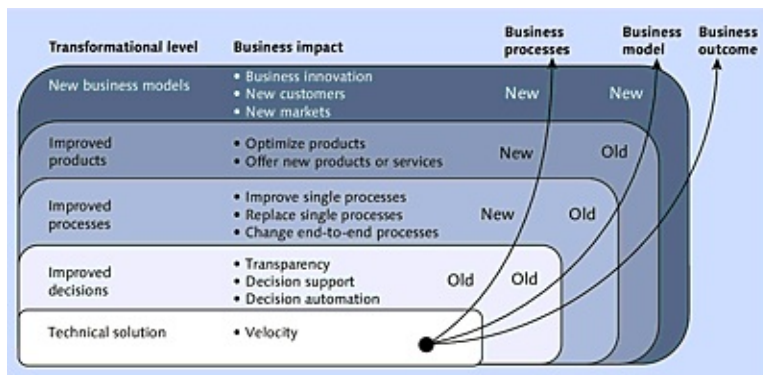 Transformational level
Business impact
Business
processes
Business
model
Business
outcome
New business models
• Business innovation
• New customers
• New markets
New
New
Improved
products
• Optimize products
• Offer new products or services
New
Old
Improved
processes
• Improve single processes
• Replace single processes
• Change end-to-end processes
New
Old
Improved
decisions
• Transparency
• Decision support
• Decision automation
Old
Old
Technical solution
• Velocity